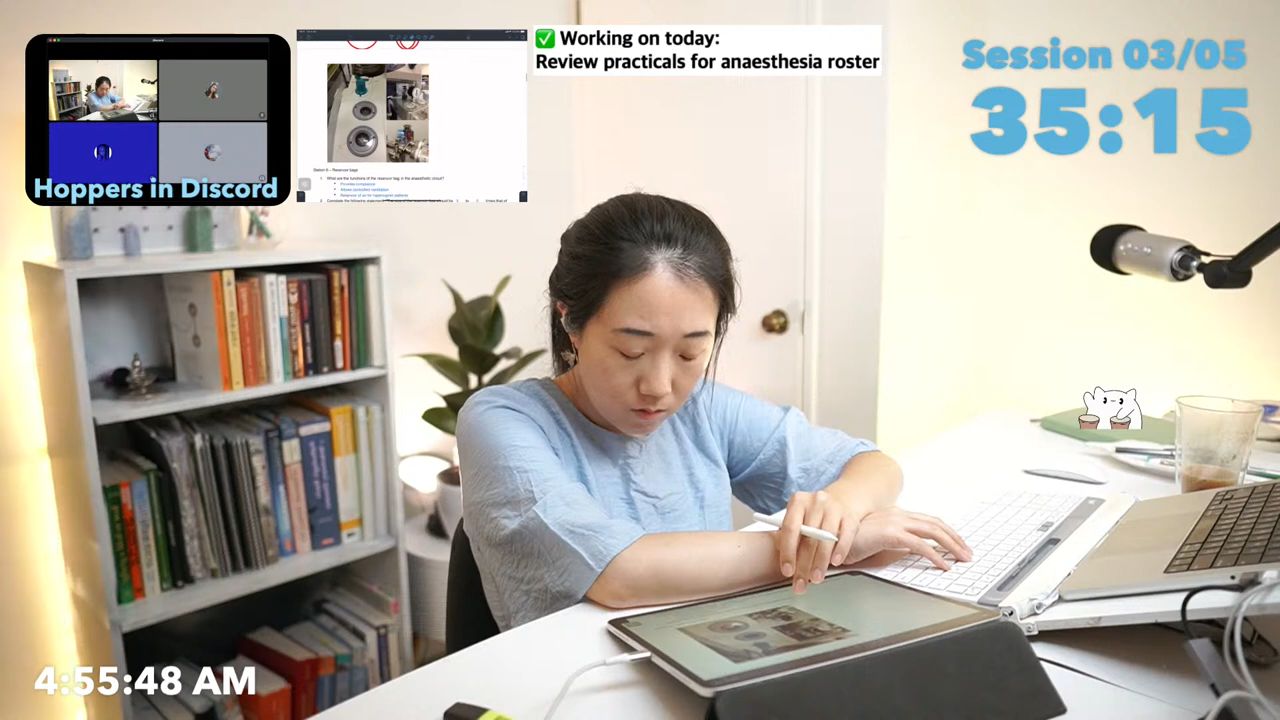 Hoppers in Discord
Station 6 – Reservoir bags
What are the functions of the reservoir bag in the anaesthetic circuit?
Provides compliance
Allows controlled ventilation
✅ Working on today:
Review practicals for anaesthesia roster
Session 03/05
35:15
4:55:48 AM